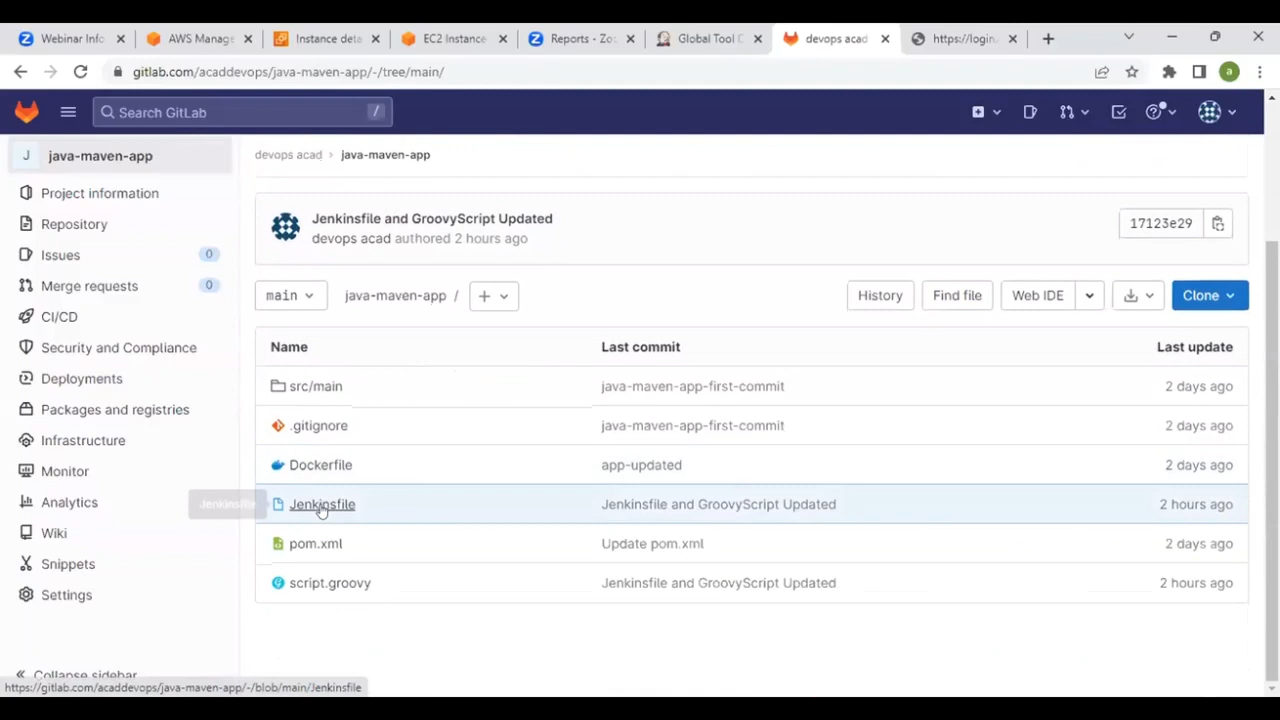 Webinar Info
AWS Manag
Instance deta
EC2 Instance
Reports - Zo
Global Tool C
devops acad
https://login.
gitlab.com/acaddevops/java-maven-app/-/tree/main/
a
Search GitLab
/
J
java-maven-app
Project information
Repository
Issues
0
Merge requests
0
CI/CD
Security and Compliance
Deployments
Packages and registries
Infrastructure
Monitor
Analytics
Wiki
Snippets
Settings
Collapse sidebar
devops acad › java-maven-app
Jenkinsfile and GroovyScript Updated
devops acad authored 2 hours ago
17123e29
main
java-maven-app /
+
History
Find file
Web IDE
Clone
Name
Last commit
Last update
src/main
java-maven-app-first-commit
2 days ago
.gitignore
java-maven-app-first-commit
2 days ago
Dockerfile
app-updated
2 days ago
Jenkinsfile
Jenkinsfile
Jenkinsfile and GroovyScript Updated
2 hours ago
pom.xml
Update pom.xml
2 days ago
script.groovy
Jenkinsfile and GroovyScript Updated
2 hours ago
https://gitlab.com/acaddevops/java-maven-app/-/blob/main/Jenkinsfile